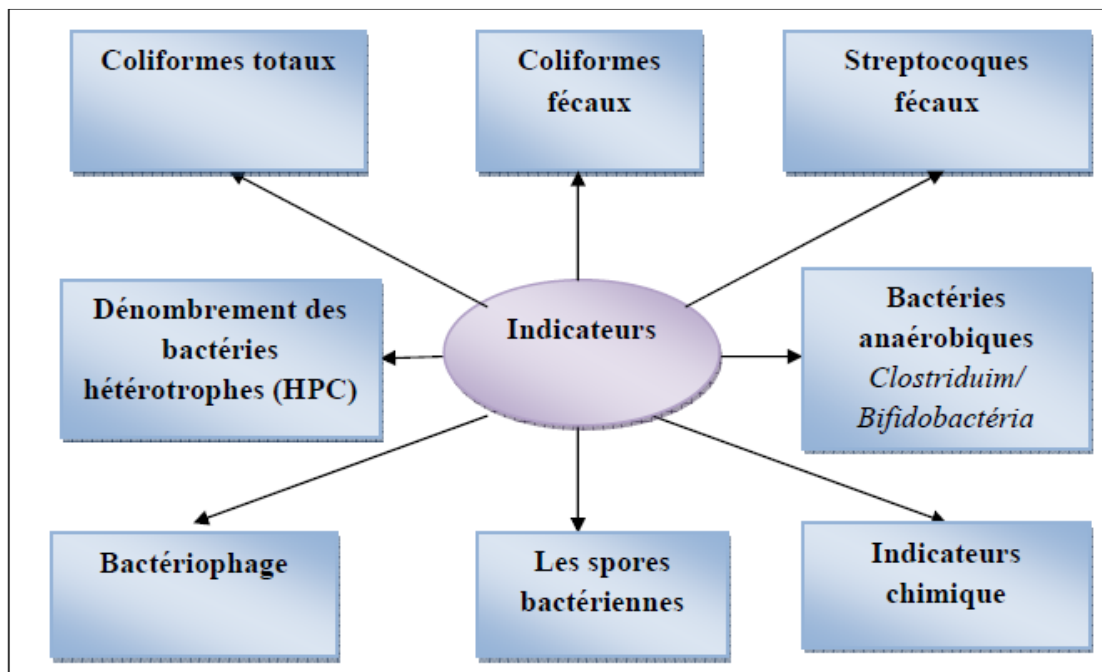 Coliformes totaux
Coliformes
fécaux
Streptocoques
fécaux
Dénombrement des
bactéries
hétérotrophes (HPC)
Indicateurs
Bactéries
anaérobiques
Clostriduim/
Bifidobactéria
Bactériophage
Les spores
bactériennes
Indicateurs
chimique